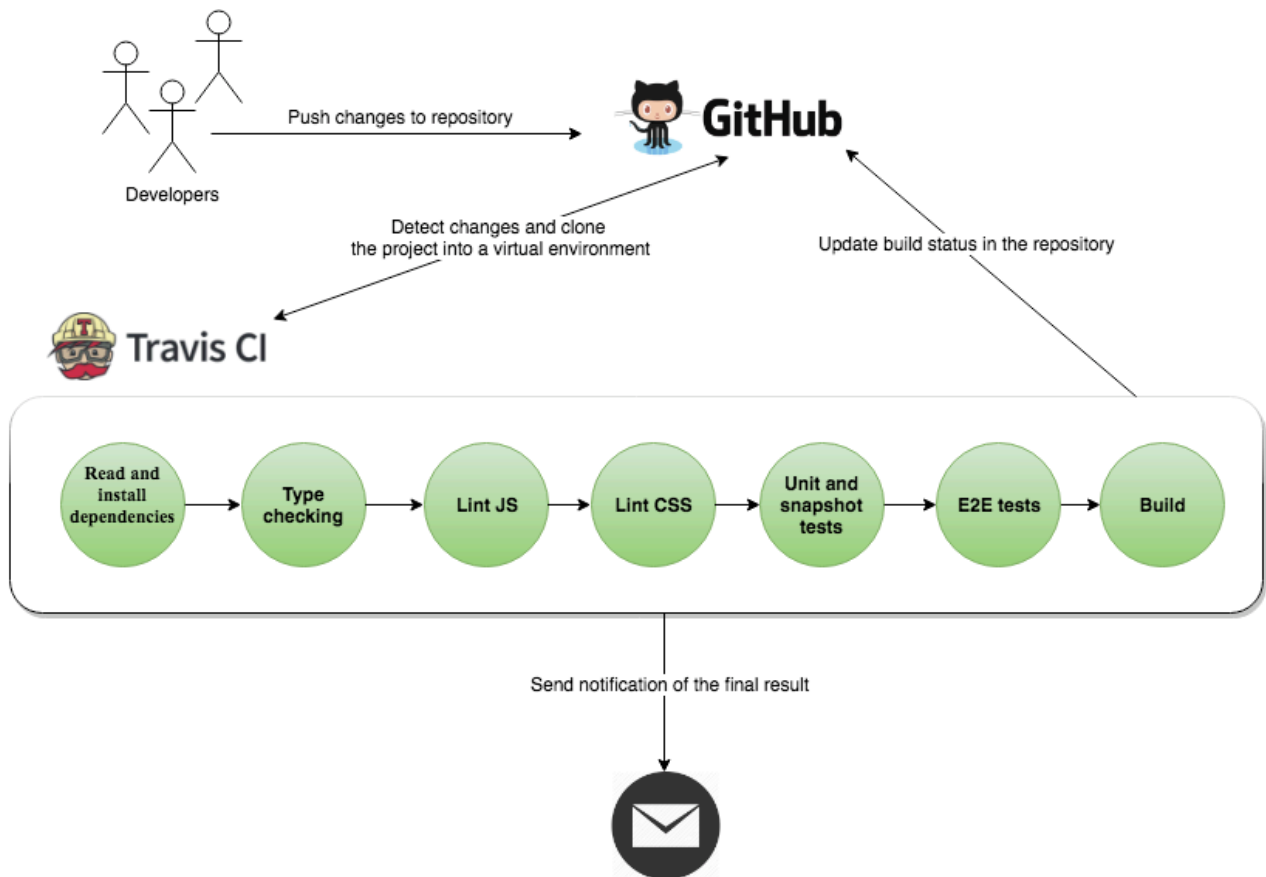 Push changes to repository
GitHub
Developers
Detect changes and clone
the project into a virtual environment
Update build status in the repository
T
Travis CI
Read and
install
dependencies
Type
checking
Lint JS
Lint CSS
Unit and
snapshot
tests
E2E tests
Build
Send notification of the final result